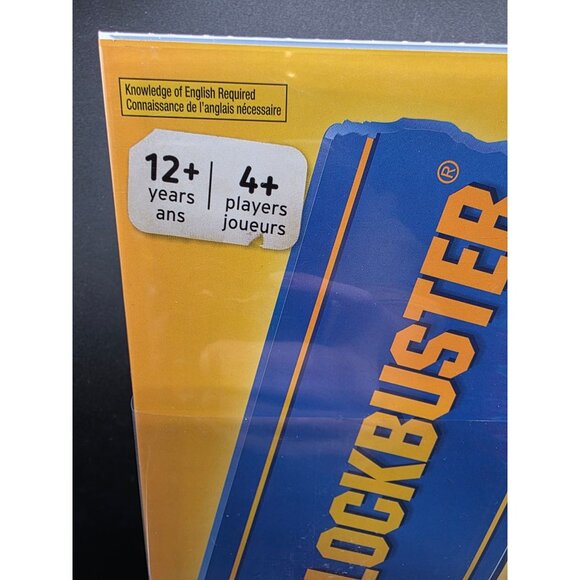 Knowledge of English Required
Connaissance de l'anglais nécessaire
12+
years
ans
4+
players
joueurs
LOCKBUSTER®